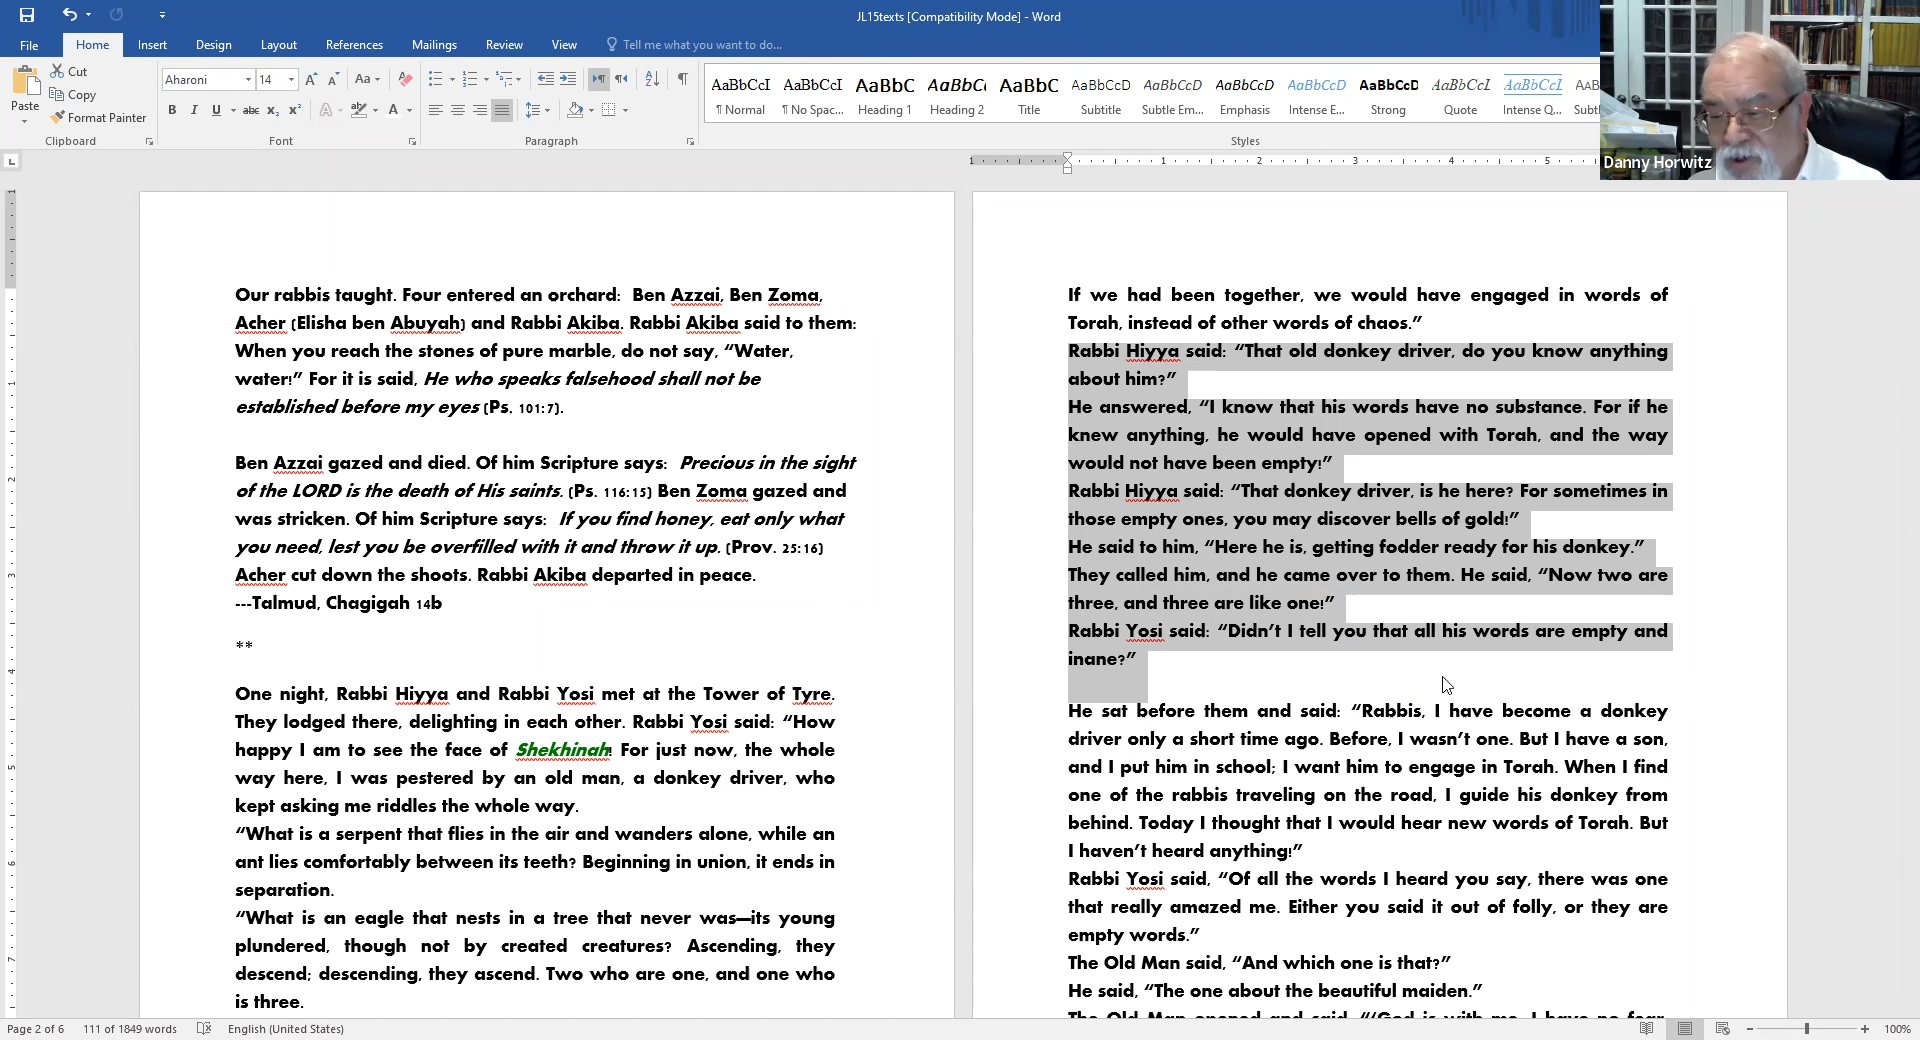 JL15texts [Compatibility Mode] - Word
File Home Insert Design Layout References Mailings Review View Tell me what you want to do...
Paste
Cut
Copy
Format Painter
Clipboard
Aharoni 14
Font
Paragraph
AaBbCcI AaBbCcI AaBbC AaBbC AaBbC AaBbCcD AaBbCcD AaBbCcD AaBbCcD AaBbCcD AaBbCcI AaBbCcI AaB
¶ Normal ¶ No Spac... Heading 1 Heading 2 Title Subtitle Subtle Em... Emphasis Intense E... Strong Quote Intense Q... Subtl
Styles
Danny Horwitz
Our rabbis taught. Four entered an orchard: Ben Azzai, Ben Zoma,
Acher (Elisha ben Abuyah) and Rabbi Akiba. Rabbi Akiba said to them:
When you reach the stones of pure marble, do not say, “Water,
water!” For it is said, He who speaks falsehood shall not be
established before my eyes (Ps. 101:7).
Ben Azzai gazed and died. Of him Scripture says: Precious in the sight
of the LORD is the death of His saints. (Ps. 116:15) Ben Zoma gazed and
was stricken. Of him Scripture says: If you find honey, eat only what
you need, lest you be overfilled with it and throw it up. (Prov. 25:16)
Acher cut down the shoots. Rabbi Akiba departed in peace.
---Talmud, Chagigah 14b
**
One night, Rabbi Hiyya and Rabbi Yosi met at the Tower of Tyre.
They lodged there, delighting in each other. Rabbi Yosi said: “How
happy I am to see the face of Shekhinah! For just now, the whole
way here, I was pestered by an old man, a donkey driver, who
kept asking me riddles the whole way.
“What is a serpent that flies in the air and wanders alone, while an
ant lies comfortably between its teeth? Beginning in union, it ends in
separation.
“What is an eagle that nests in a tree that never was—its young
plundered, though not by created creatures? Ascending, they
descend; descending, they ascend. Two who are one, and one who
is three.
If we had been together, we would have engaged in words of
Torah, instead of other words of chaos.”
Rabbi Hiyya said: “That old donkey driver, do you know anything
about him?”
He answered, “I know that his words have no substance. For if he
knew anything, he would have opened with Torah, and the way
would not have been empty!”
Rabbi Hiyya said: “That donkey driver, is he here? For sometimes in
those empty ones, you may discover bells of gold!”
He said to him, “Here he is, getting fodder ready for his donkey.”
They called him, and he came over to them. He said, “Now two are
three, and three are like one!”
Rabbi Yosi said: “Didn’t I tell you that all his words are empty and
inane?”
He sat before them and said: “Rabbis, I have become a donkey
driver only a short time ago. Before, I wasn’t one. But I have a son,
and I put him in school; I want him to engage in Torah. When I find
one of the rabbis traveling on the road, I guide his donkey from
behind. Today I thought that I would hear new words of Torah. But
I haven’t heard anything!”
Rabbi Yosi said, “Of all the words I heard you say, there was one
that really amazed me. Either you said it out of folly, or they are
empty words.”
The Old Man said, “And which one is that?”
He said, “The one about the beautiful maiden.”
The Old Man opened and said, “‘God is with me, I have no fear.
Page 2 of 6 111 of 1849 words English (United States) 100%